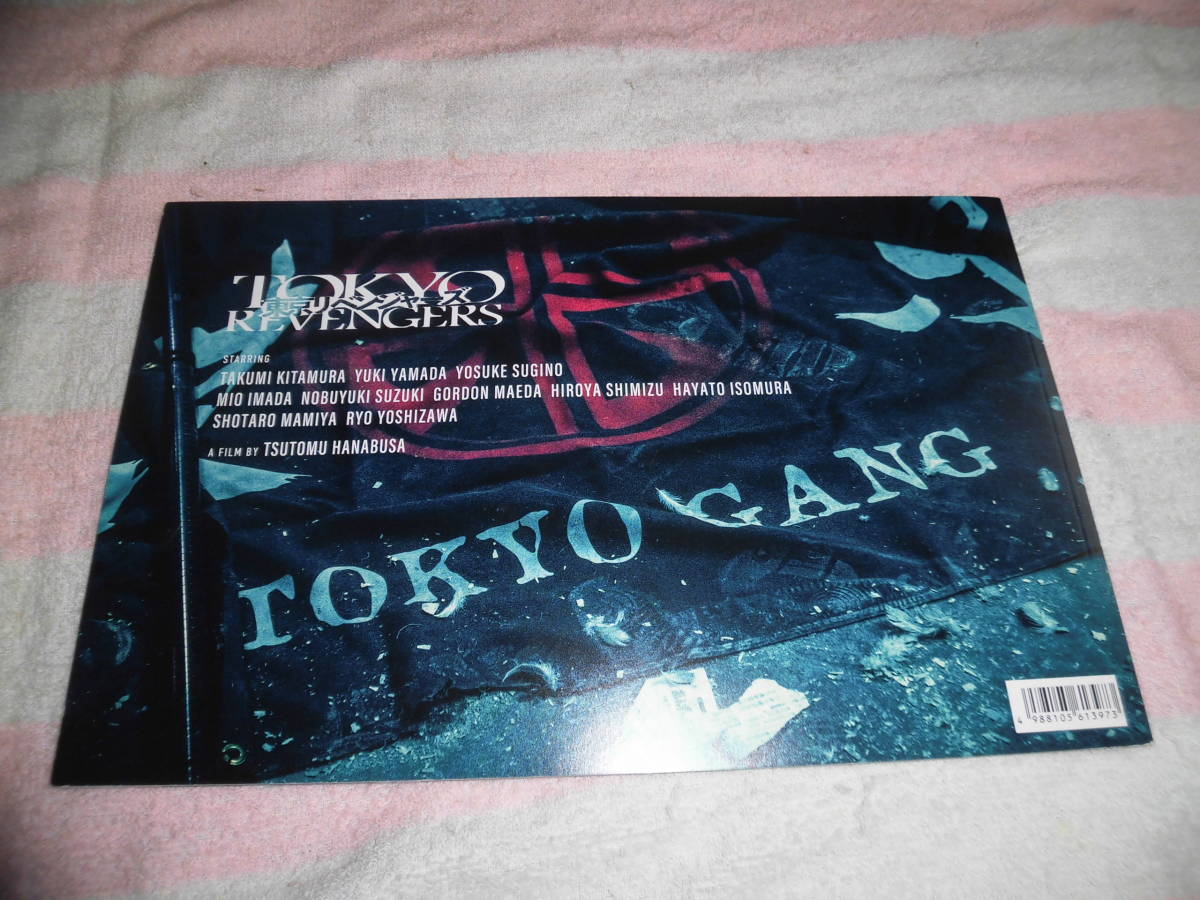 TOKYO
東京リベンジャーズ
REVENGERS
STARRING
TAKUMI KITAMURA YUKI YAMADA YOSUKE SUGINO
MIO IMADA NOBUYUKI SUZUKI GORDON MAEDA HIROYA SHIMIZU HAYATO ISOMURA
SHOTARO MAMIYA RYO YOSHIZAWA
A FILM BY TSUTOMU HANABUSA
TOKYO GANG
4 988105 613973